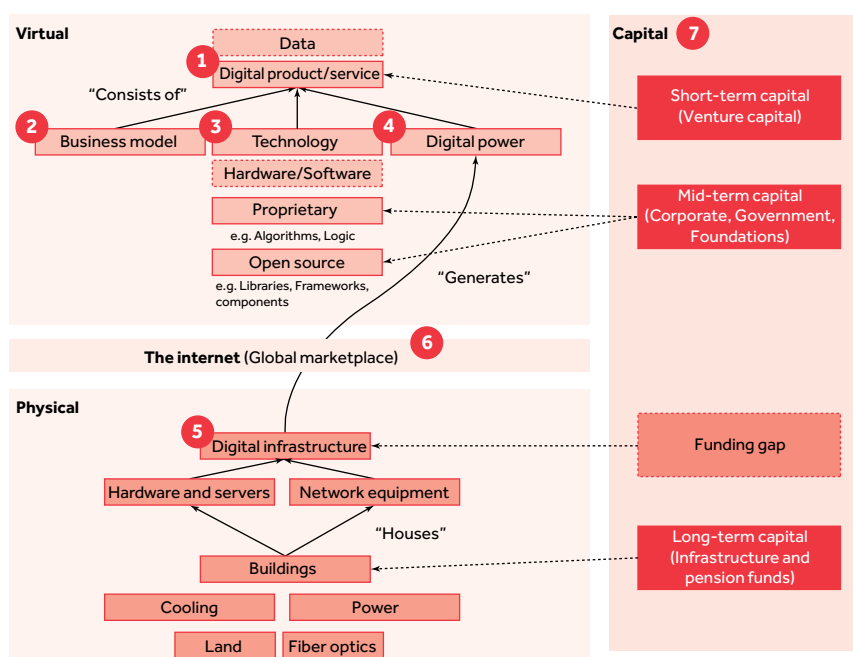 Virtual
Data
1
Digital product/service
"Consists of"
2
Business model
3
Technology
4
Digital power
Hardware/Software
Proprietary
e.g. Algorithms, Logic
Open source
e.g. Libraries, Frameworks,
components
"Generates"
The internet (Global marketplace)
6
Physical
5
Digital infrastructure
Hardware and servers
Network equipment
"Houses"
Buildings
Cooling
Power
Land
Fiber optics
Capital
7
Short-term capital
(Venture capital)
Mid-term capital
(Corporate, Government,
Foundations)
Funding gap
Long-term capital
(Infrastructure and
pension funds)